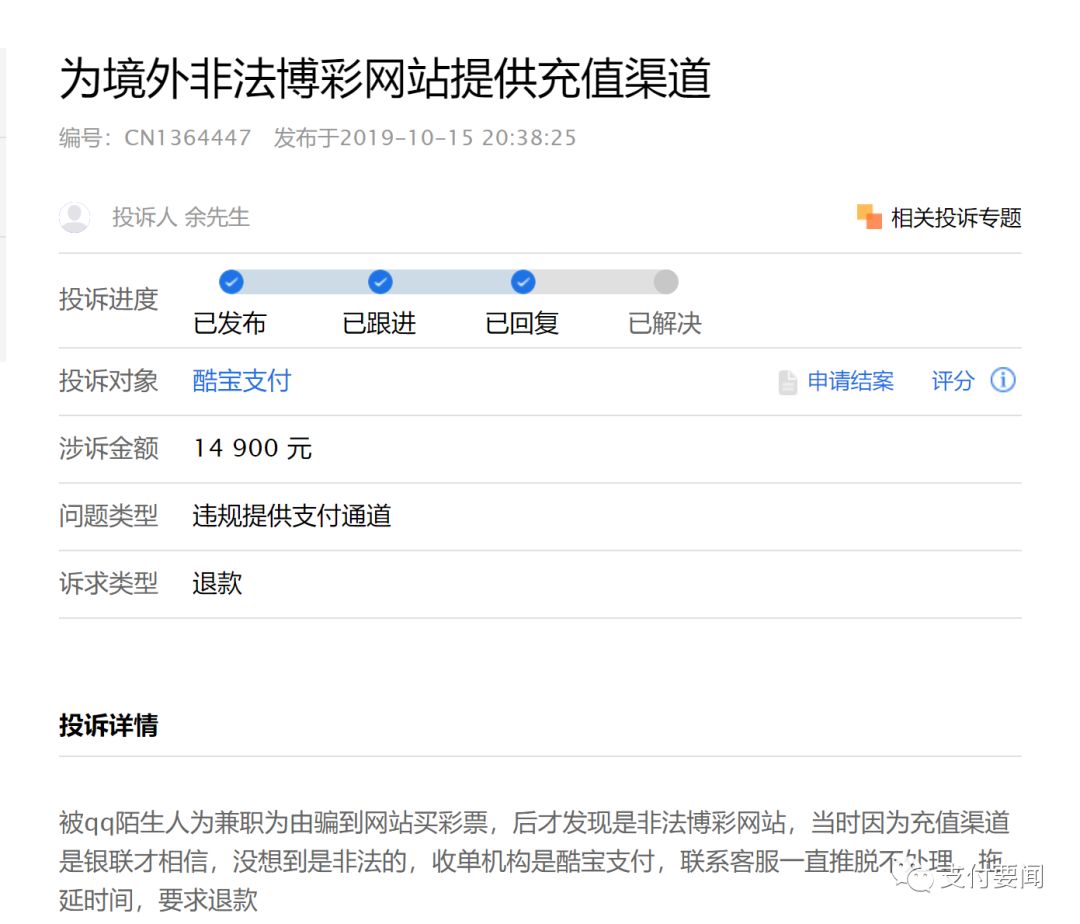 为境外非法博彩网站提供充值渠道
编号：CN1364447 发布于2019-10-15 20:38:25
投诉人 余先生
相关投诉专题
投诉进度
已发布 已跟进 已回复 已解决
投诉对象 酷宝支付 申请结案 评分
涉诉金额 14 900 元
问题类型 违规提供支付通道
诉求类型 退款
投诉详情
被qq陌生人为兼职为由骗到网站买彩票，后才发现是非法博彩网站，当时因为充值渠道
是银联才相信，没想到是非法的，收单机构是酷宝支付，联系客服一直推脱不处理，拖
延时间，要求退款
支付要闻